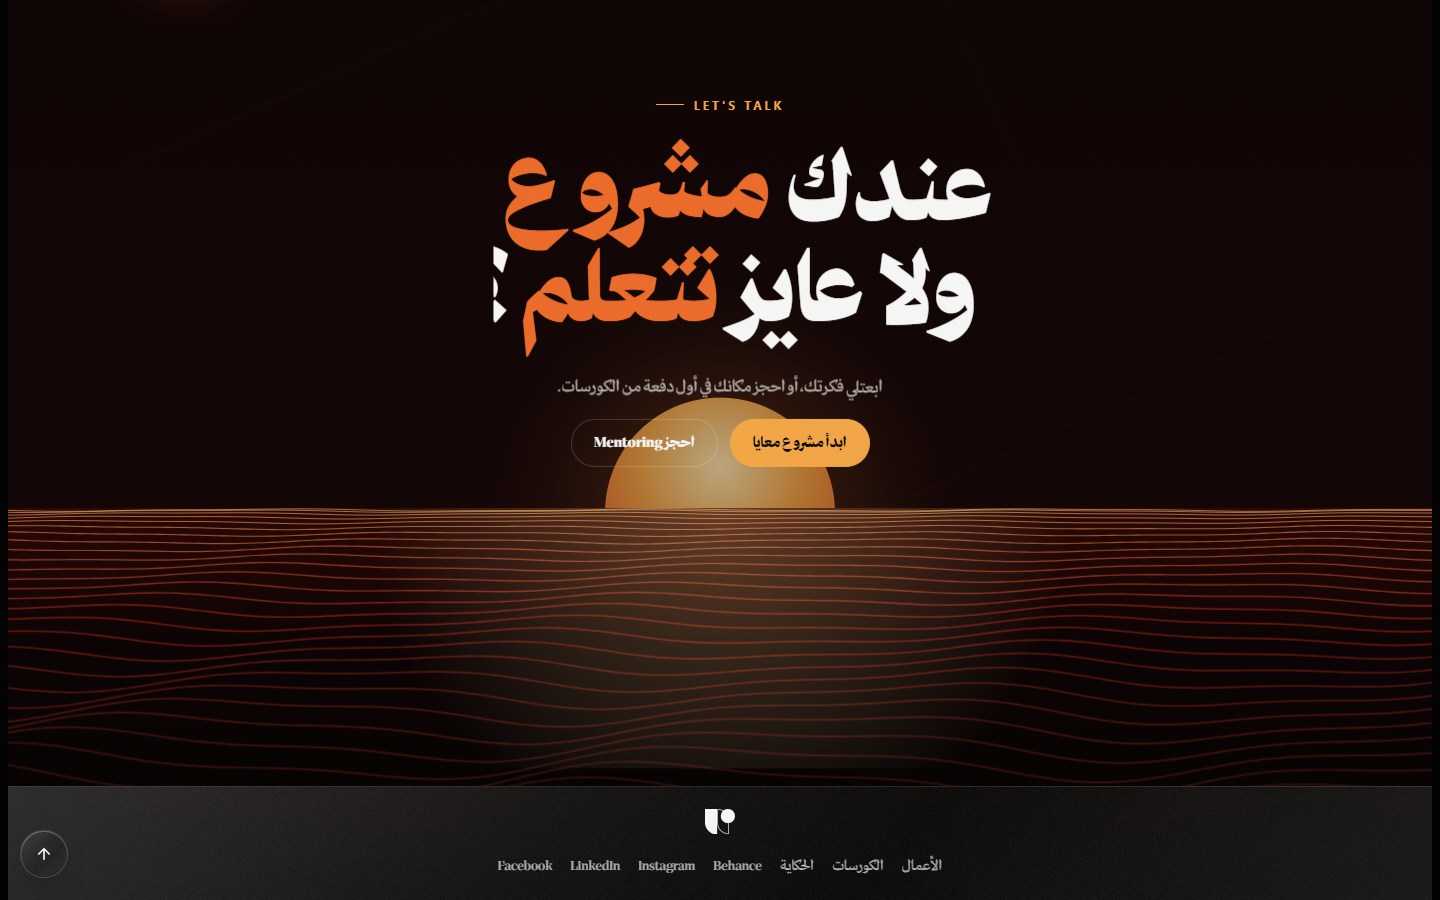 LET'S TALK
عندك مشروع
ولا عايز تتعلم؟
ابعتلي فكرتك، أو احجز مكانك في أول دفعة من الكورسات.
ابدأ مشروع معايا
احجز Mentoring
الأعمال الكورسات الحكاية Behance Instagram LinkedIn Facebook